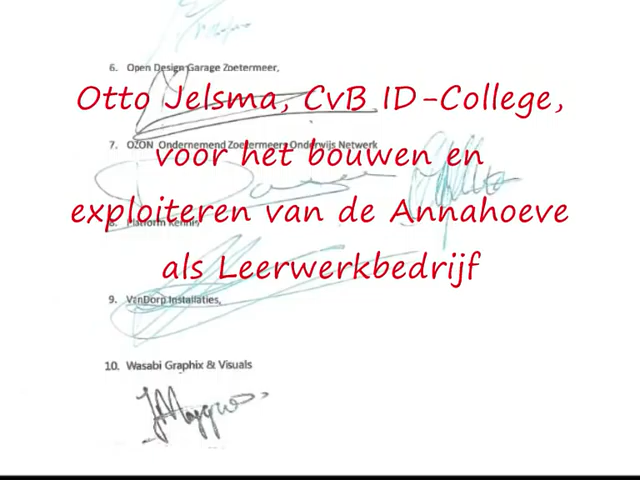 6. Open Design Garage Zoetermeer,
Otto Jelsma, CvB ID-College,
7. OZON Ondernemend Zoetermeers Onderwijs Netwerk
voor het bouwen en
exploiteren van de Annahoeve
8. Platform Kennis
als Leerwerkbedrijf
9. VanDorp Installaties,
10. Wasabi Graphix & Visuals